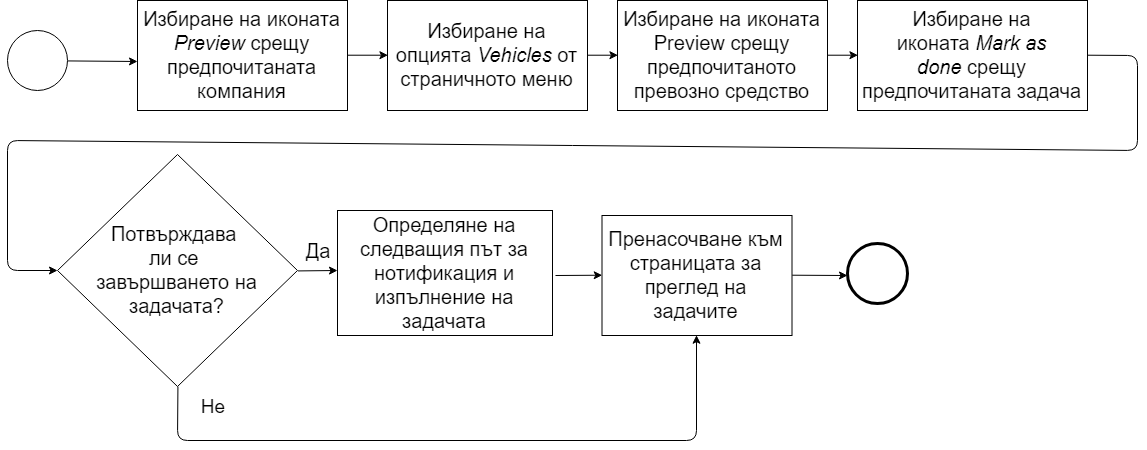 Избиране на иконата
Preview срещу
предпочитаната
компания
Избиране на
опцията Vehicles от
страничното меню
Избиране на иконата
Preview срещу
предпочитаното
превозно средство
Избиране на
иконата Mark as
done срещу
предпочитаната задача
Потвърждава
ли се
завършването на
задачата?
Да
Определяне на
следващия път за
нотификация и
изпълнение на
задачата
Пренасочване към
страницата за
преглед на
задачите
Не